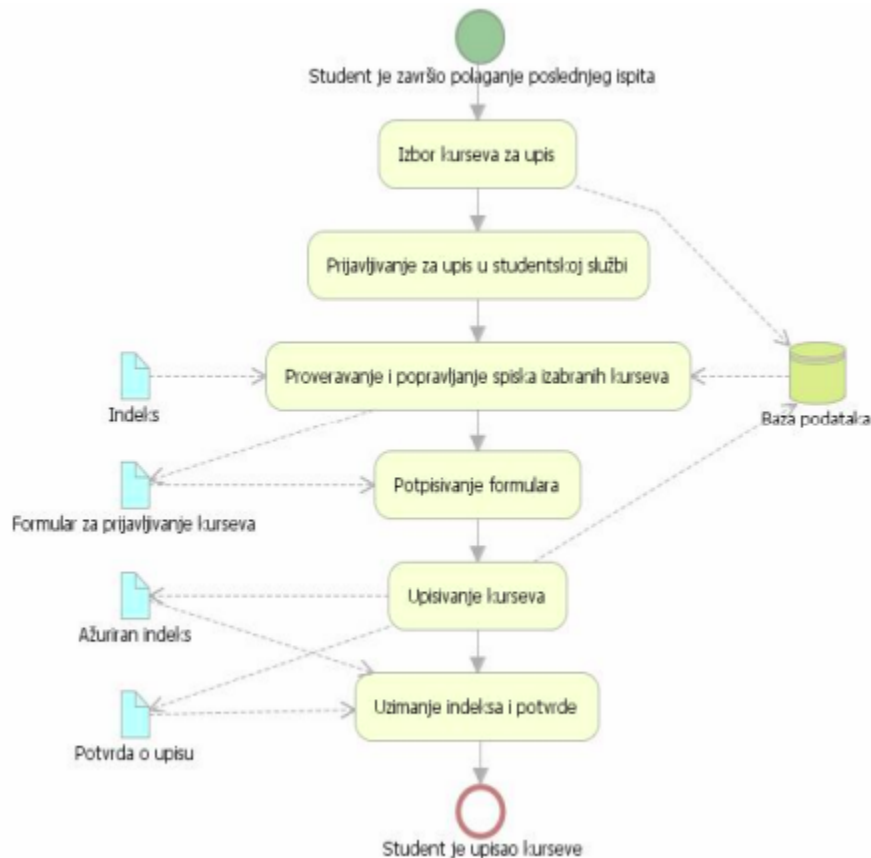 Student je završio polaganje poslednjeg ispita
Izbor kurseva za upis
Prijavljivanje za upis u studentskoj službi
Proveravanje i popravljanje spiska izabranih kurseva
Indeks
Baza podataka
Potpisivanje formulara
Formular za prijavljivanje kurseva
Upisivanje kurseva
Ažuriran indeks
Uzimanje indeksa i potvrde
Potvrda o upisu
Student je upisao kurseve